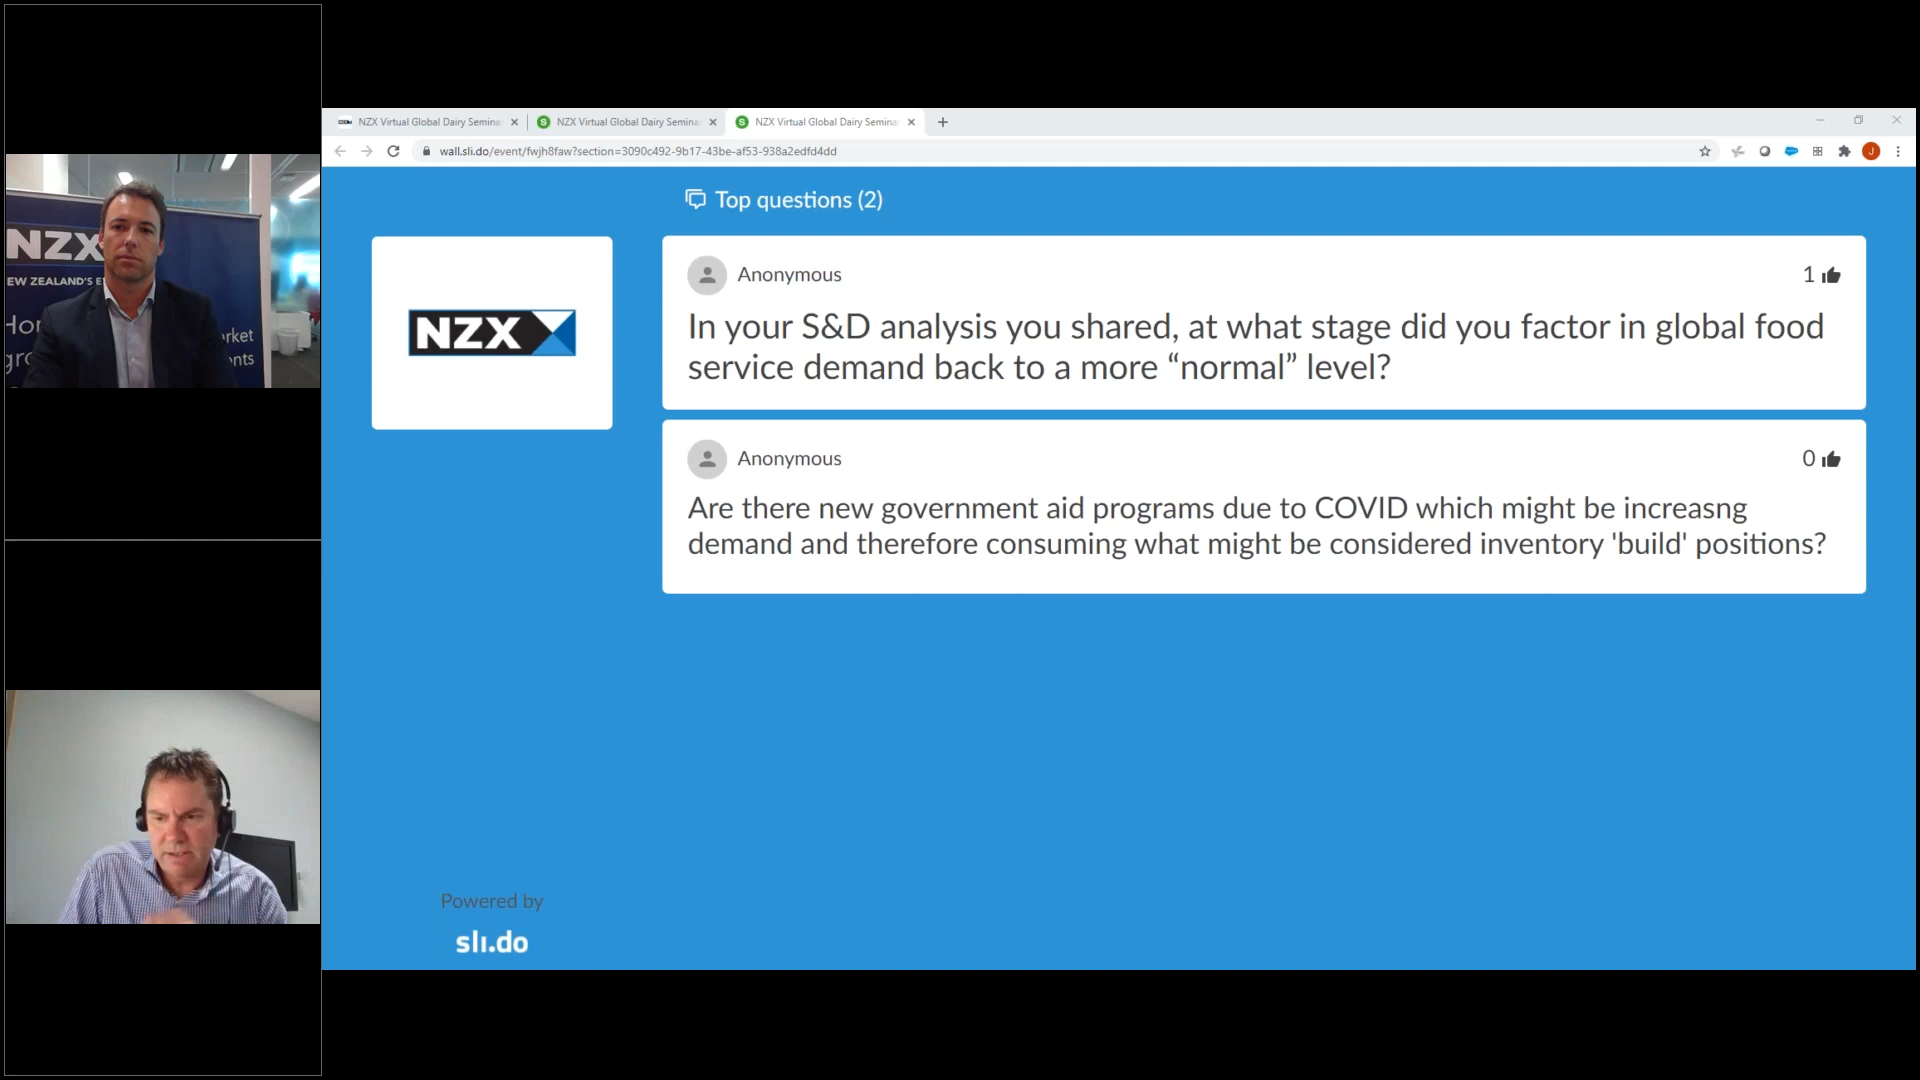 NZX Virtual Global Dairy Semina
NZX Virtual Global Dairy Semina
NZX Virtual Global Dairy Semina
wall.sli.do/event/fwjh8faw?section=3090c492-9b17-43be-af53-938a2edfd4dd
J
Top questions (2)
NZX
Anonymous
1
In your S&D analysis you shared, at what stage did you factor in global food
service demand back to a more “normal” level?
Anonymous
0
Are there new government aid programs due to COVID which might be increasng
demand and therefore consuming what might be considered inventory 'build' positions?
Powered by
sli.do
NZX
EW ZEALAND'S E
Hor
rket
gro
nts